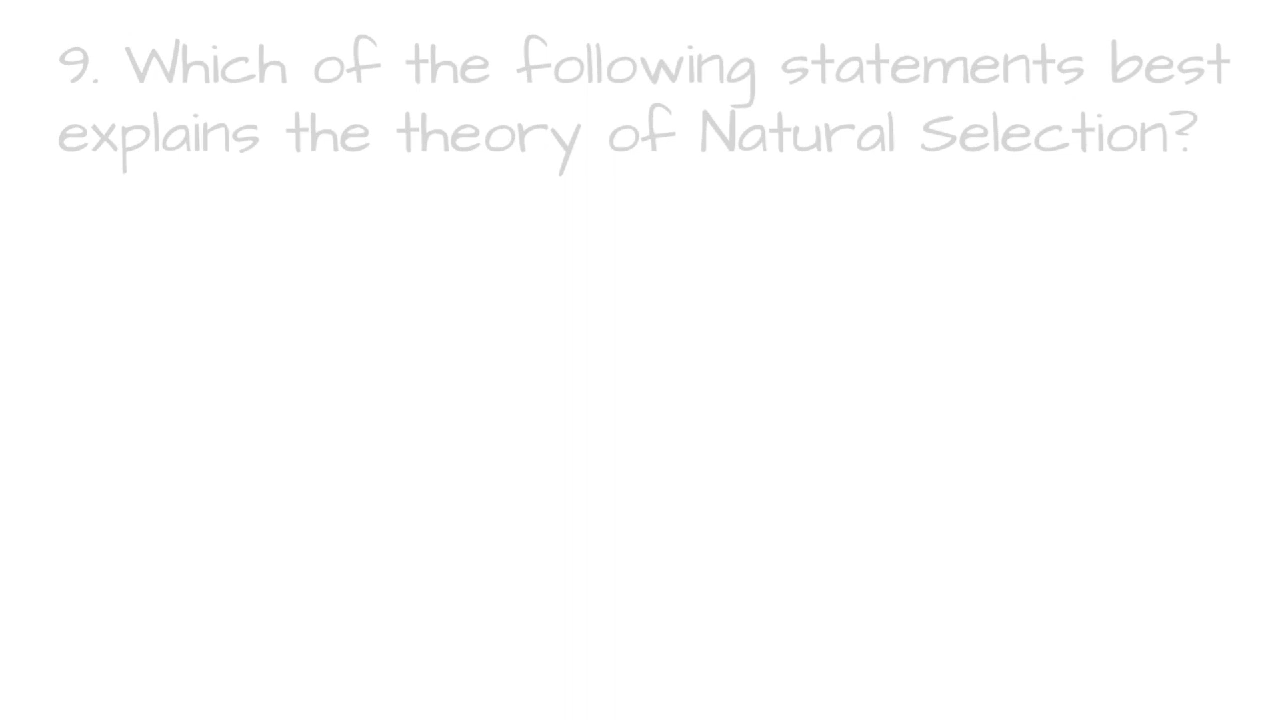 9. Which of the following statements best
explains the theory of Natural Selection?